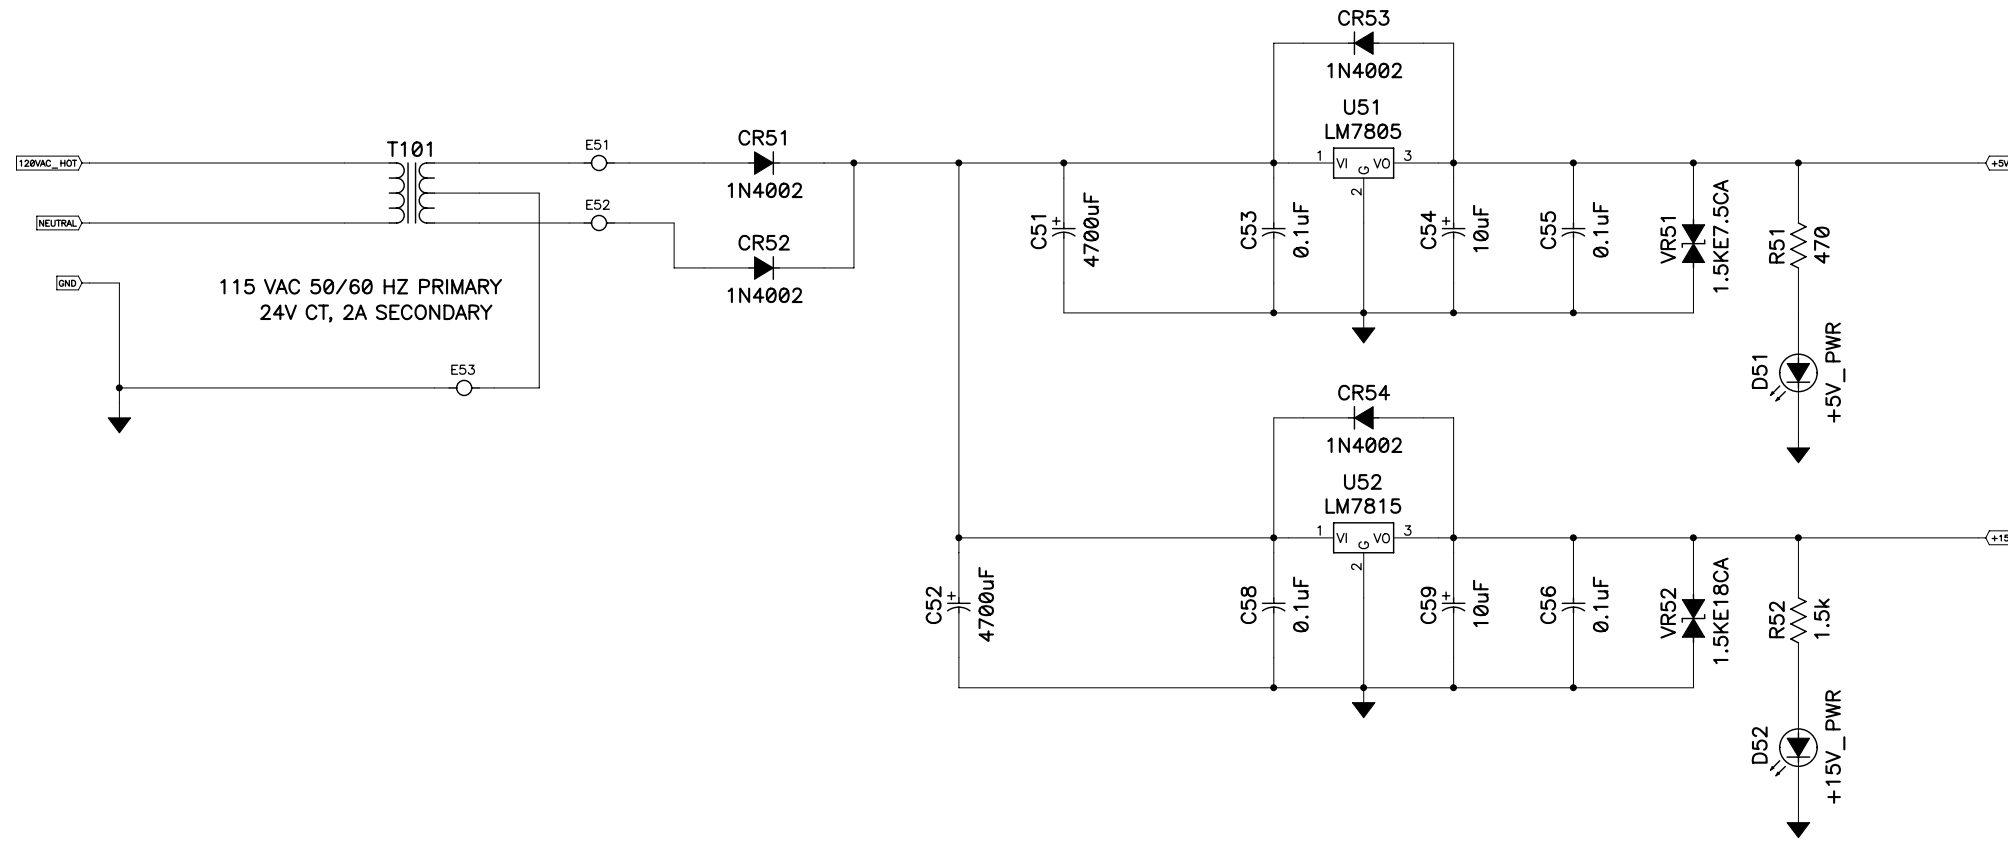 CR53
1N4002
U51
LM7805
1
VI
G
VO
3
2
120VAC_HOT
NEUTRAL
GND
T101
115 VAC 50/60 HZ PRIMARY
24V CT, 2A SECONDARY
E51
E52
E53
CR51
1N4002
CR52
1N4002
C51
+
4700uF
C53
0.1uF
C54
+
10uF
C55
0.1uF
VR51
1.5KE7.5CA
R51
470
D51
+5V_PWR
+5V
CR54
1N4002
U52
LM7815
1
VI
G
VO
3
2
C52
+
4700uF
C58
0.1uF
C59
+
10uF
C56
0.1uF
VR52
1.5KE18CA
R52
1.5k
D52
+15V_PWR
+15